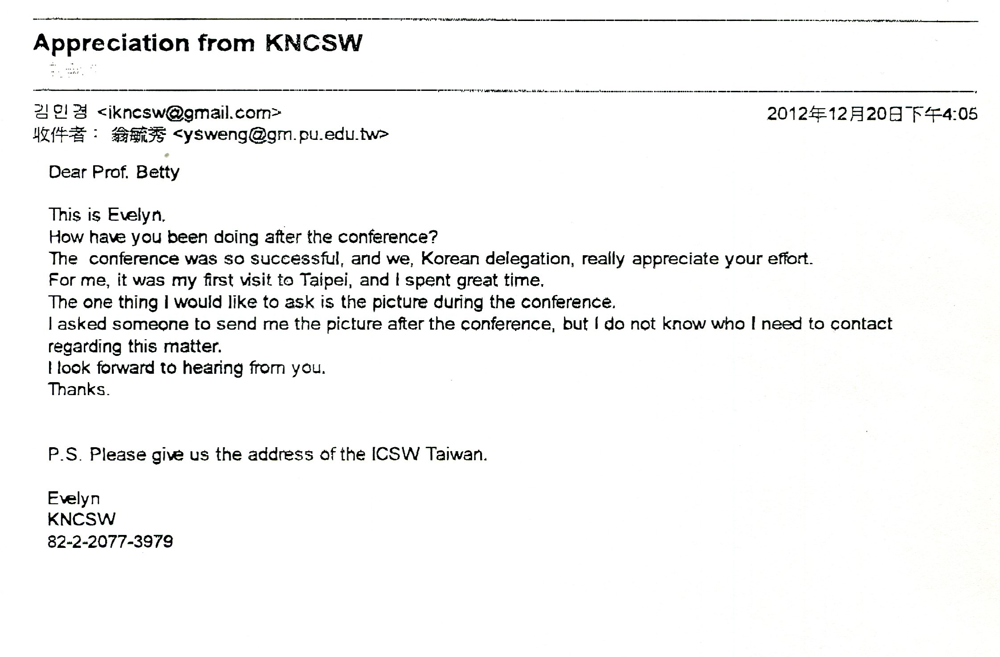 Appreciation from KNCSW
김민경 <ikncsw@gmail.com>
2012年12月20日下午4:05
收件者： 翁毓秀 <ysweng@gm.pu.edu.tw>
Dear Prof. Betty
This is Evelyn.
How have you been doing after the conference?
The conference was so successful, and we, Korean delegation, really appreciate your effort.
For me, it was my first visit to Taipei, and I spent great time.
The one thing I would like to ask is the picture during the conference.
I asked someone to send me the picture after the conference, but I do not know who I need to contact
regarding this matter.
I look forward to hearing from you.
Thanks.
P.S. Please give us the address of the ICSW Taiwan.
Evelyn
KNCSW
82-2-2077-3979